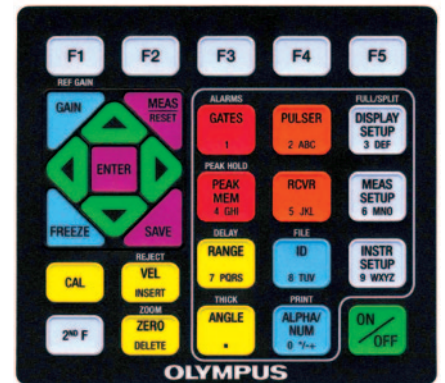 F1 F2 F3 F4 F5
REF GAIN ALARMS FULL/SPLIT
GAIN MEAS GATES PULSER DISPLAY
RESET SETUP
1 2 ABC 3 DEF
PEAK HOLD
ENTER PEAK RCVR MEAS
MEM SETUP
4 GHI 5 JKL 6 MNO
FREEZE SAVE DELAY FILE
REJECT RANGE ID INSTR
CAL VEL SETUP
INSERT 7 PQRS 8 TUV 9 WXYZ
ZOOM THICK PRINT
2ND F ZERO ANGLE ALPHA/ ON
DELETE . NUM /OFF
0 */-+
OLYMPUS